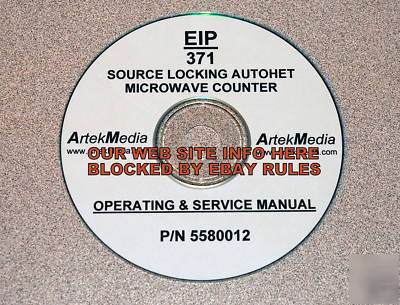 EIP
371
SOURCE LOCKING AUTOHET
MICROWAVE COUNTER
ArtekMedia ArtekMedia
OUR WEB SITE INFO HERE
BLOCKED BY EBAY RULES
OPERATING & SERVICE MANUAL
P/N 5580012